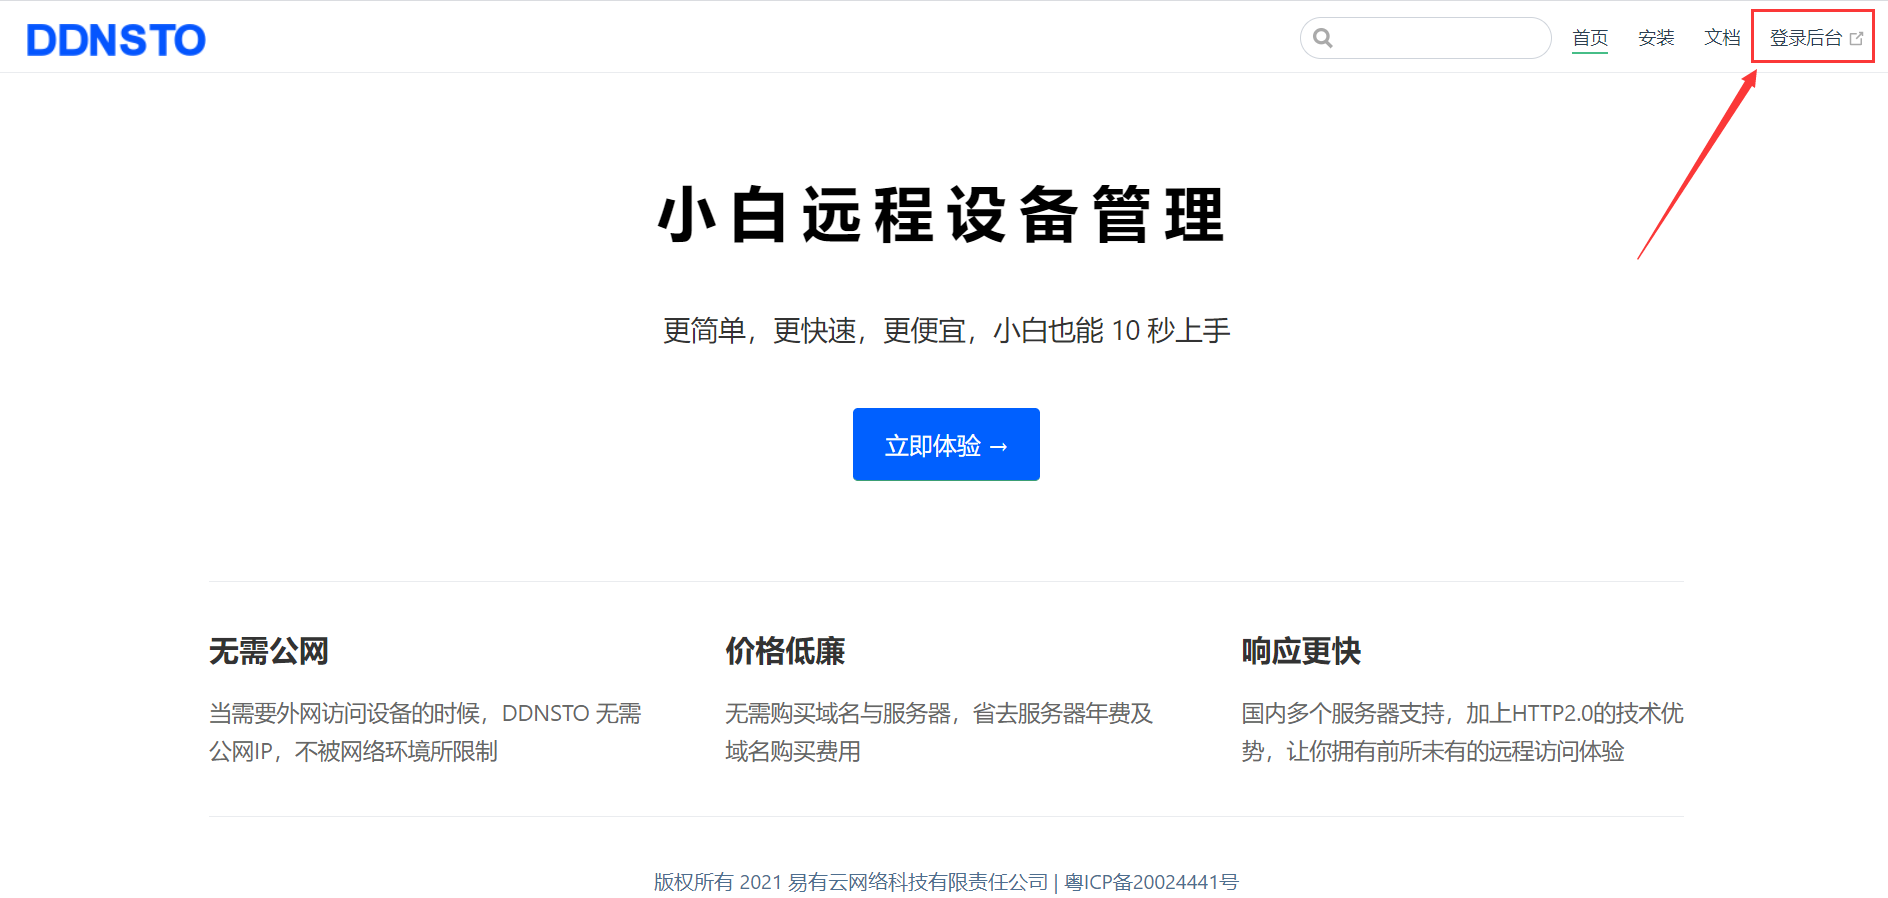 DDNSTO
首页 安装 文档 登录后台
小白远程设备管理
更简单，更快速，更便宜，小白也能 10 秒上手
立即体验 →
无需公网
当需要外网访问设备的时候，DDNSTO 无需
公网IP，不被网络环境所限制
价格低廉
无需购买域名与服务器，省去服务器年费及
域名购买费用
响应更快
国内多个服务器支持，加上HTTP2.0的技术优
势，让你拥有前所未有的远程访问体验
版权所有 2021 易有云网络科技有限责任公司 | 粤ICP备20024441号